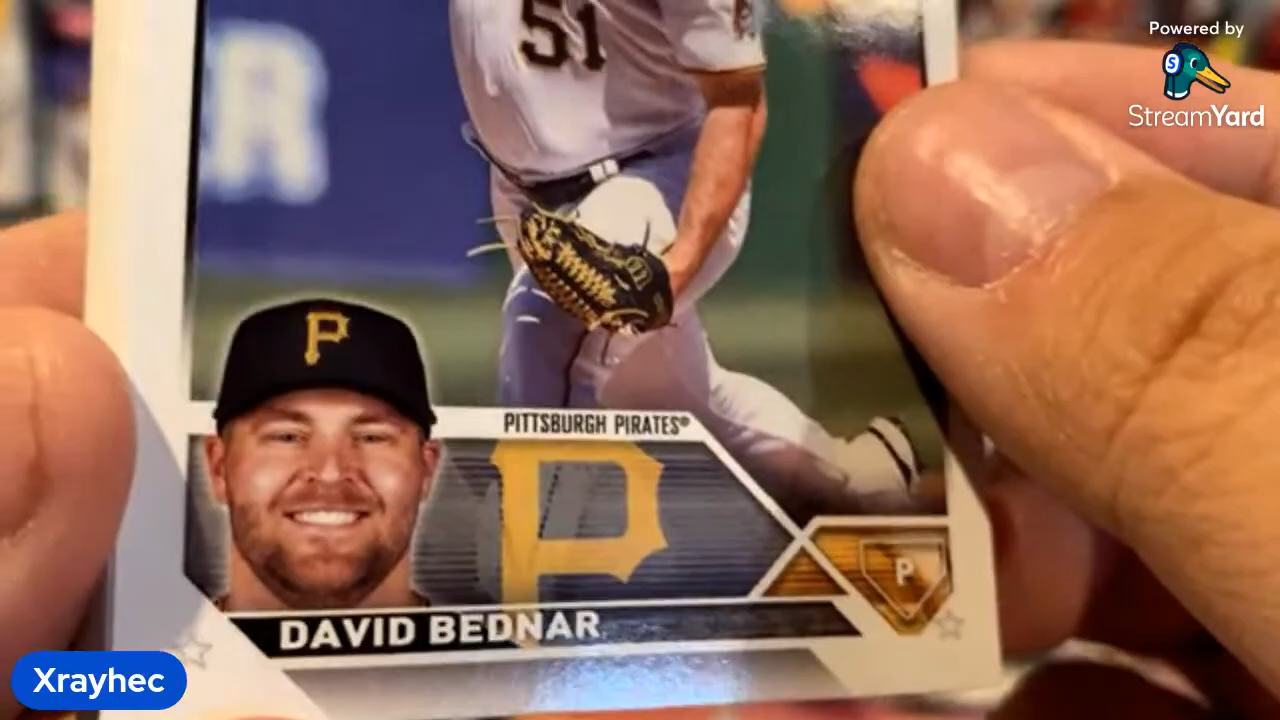 Powered by
S
StreamYard
R
51
P
PITTSBURGH PIRATES®
P
P
DAVID BEDNAR
Xrayhec